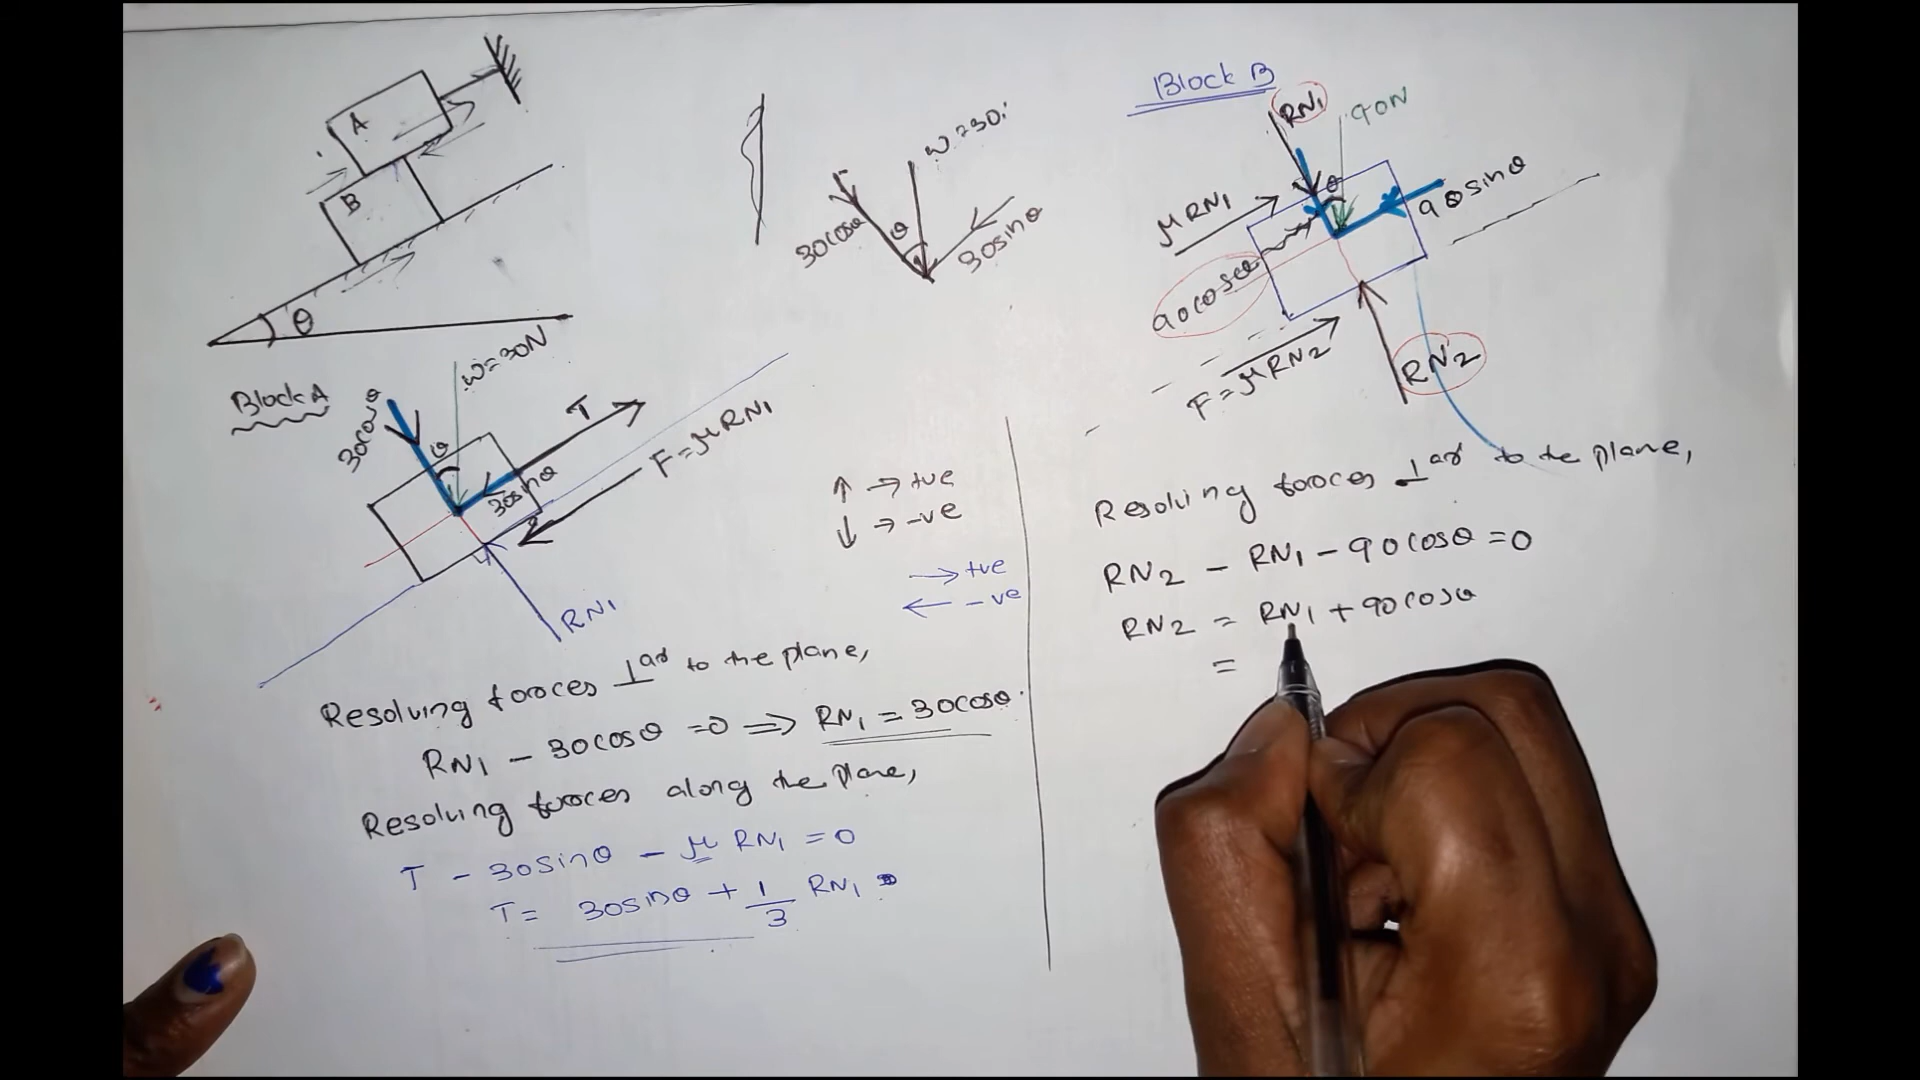 A
B
θ
30cosθ
θ
W=30
30sinθ
Block A
W=30N
30cosθ
θ
30sinθ
T
F=μRN1
RN1
↑ → +ve
↓ → -ve
→ +ve
← -ve
Resolving forces ⊥ar to the plane,
RN1 - 30cosθ =0 => RN1 = 30cosθ
Resolving forces along the plane,
T - 30sinθ - μ RN1 =0
T= 30sinθ + 1/3 RN1
Block B
RN1
90N
θ
μRN1
90sinθ
90cosθ
F=μRN2
RN2
Resolving forces ⊥ar to the plane,
RN2 - RN1 - 90cosθ =0
RN2 = RN1 + 90cosθ
=